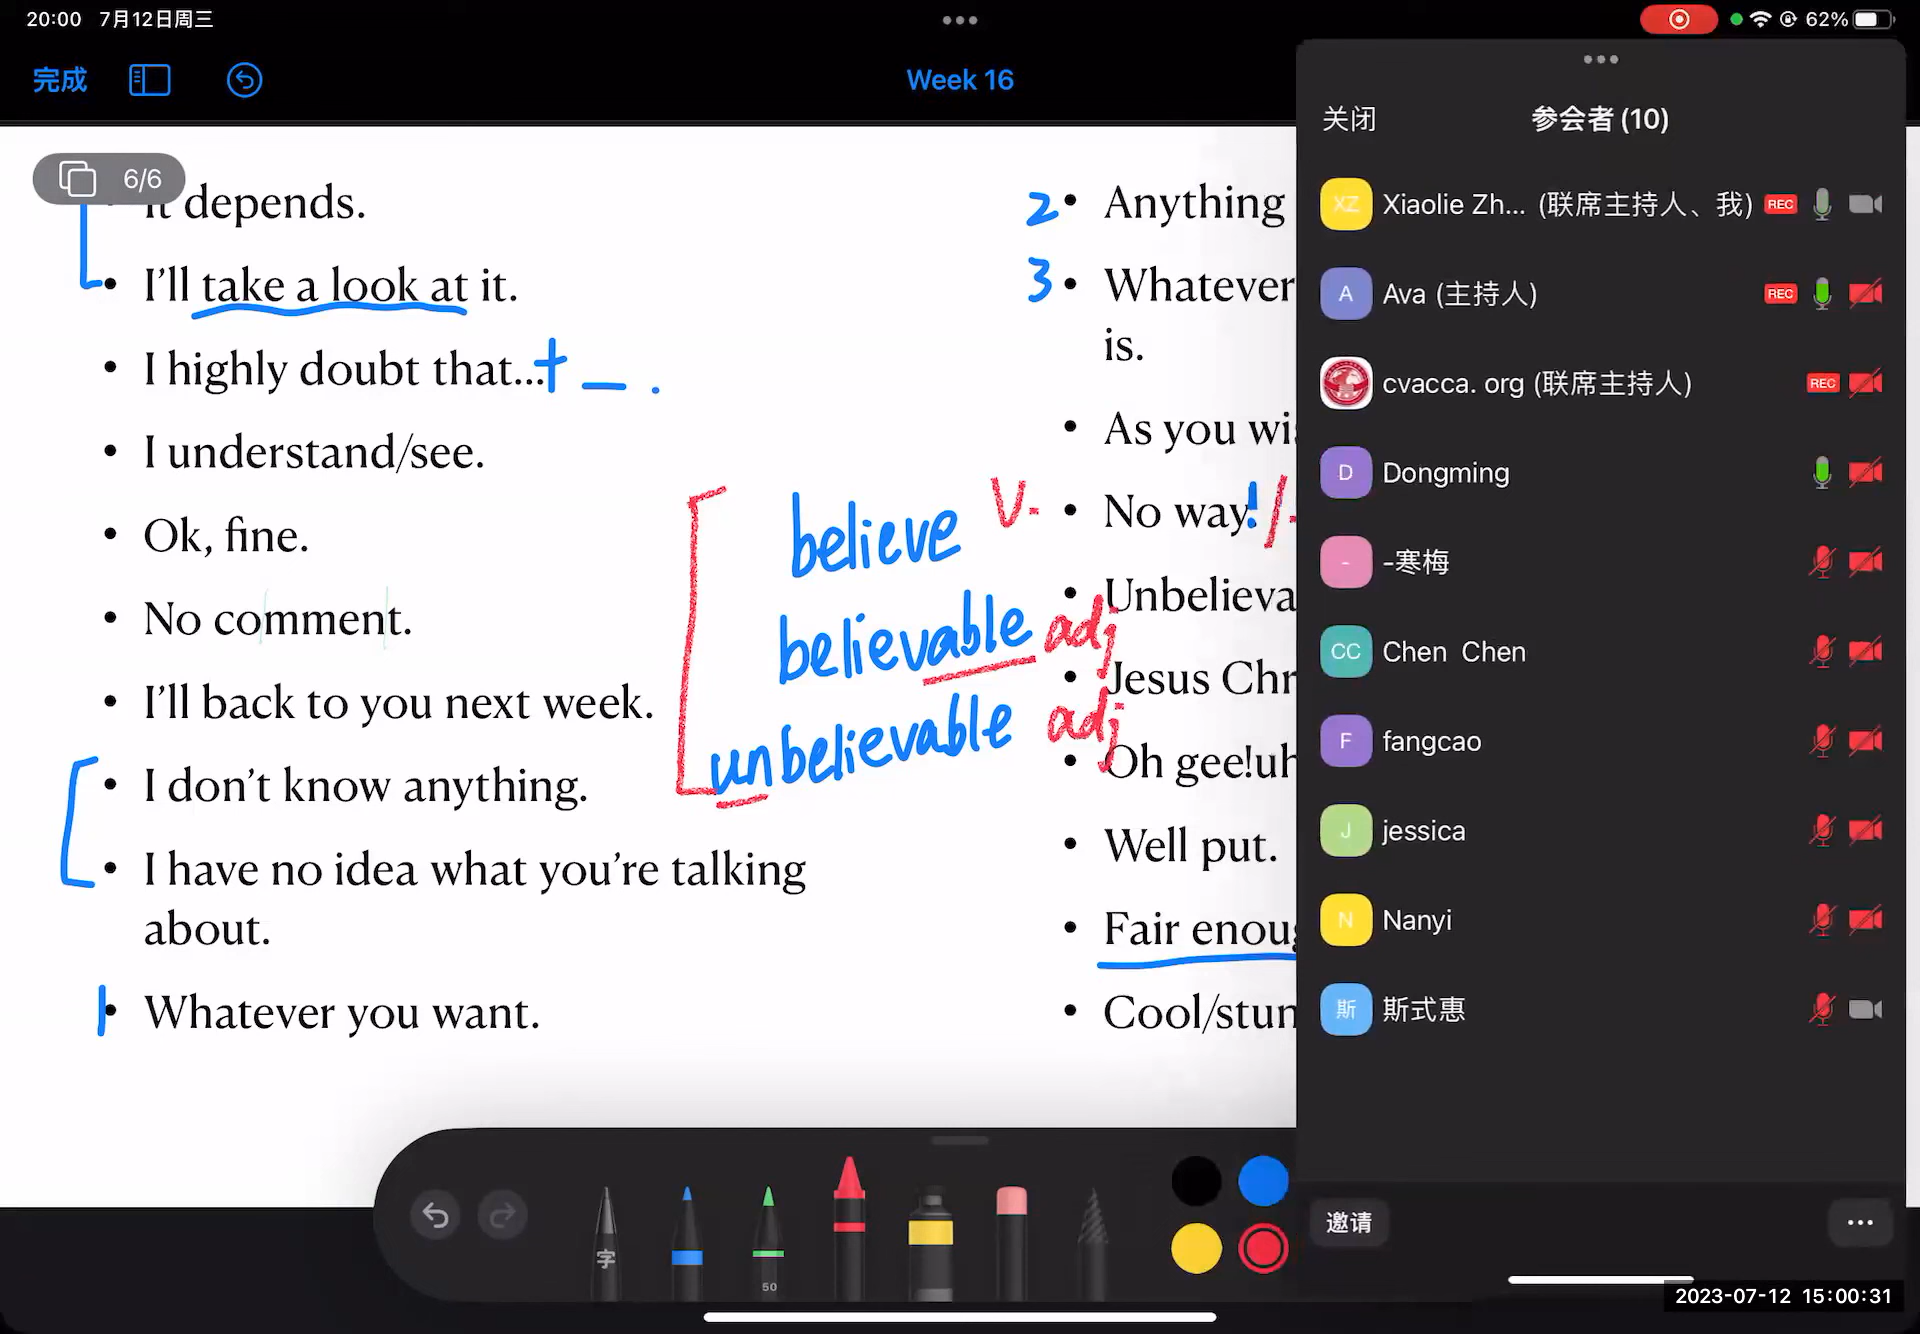 20:00 7月12日周三
62%
完成
Week 16
6/6
It depends.
I'll take a look at it.
I highly doubt that...+ — .
I understand/see.
Ok, fine.
No comment.
I'll back to you next week.
I don't know anything.
I have no idea what you're talking
about.
Whatever you want.
believe v.
believable adj
unbelievable adj
2 Anything
3 Whatever
is.
As you wi
No way! /
Unbelieva
Jesus Chr
Oh gee!uh
Well put.
Fair enoug
Cool/stun
字
50
关闭
参会者 (10)
XZ Xiaolie Zh... (联席主持人、我) REC
A Ava (主持人) REC
cvacca. org (联席主持人) REC
D Dongming
- -寒梅
CC Chen Chen
F fangcao
J jessica
N Nanyi
斯 斯式惠
邀请
2023-07-12 15:00:31